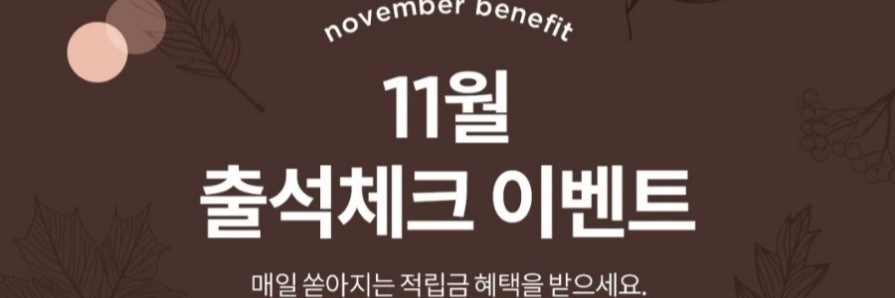 november benefit
11월
출석체크 이벤트
매일 쏟아지는 적립금 혜택을 받으세요.